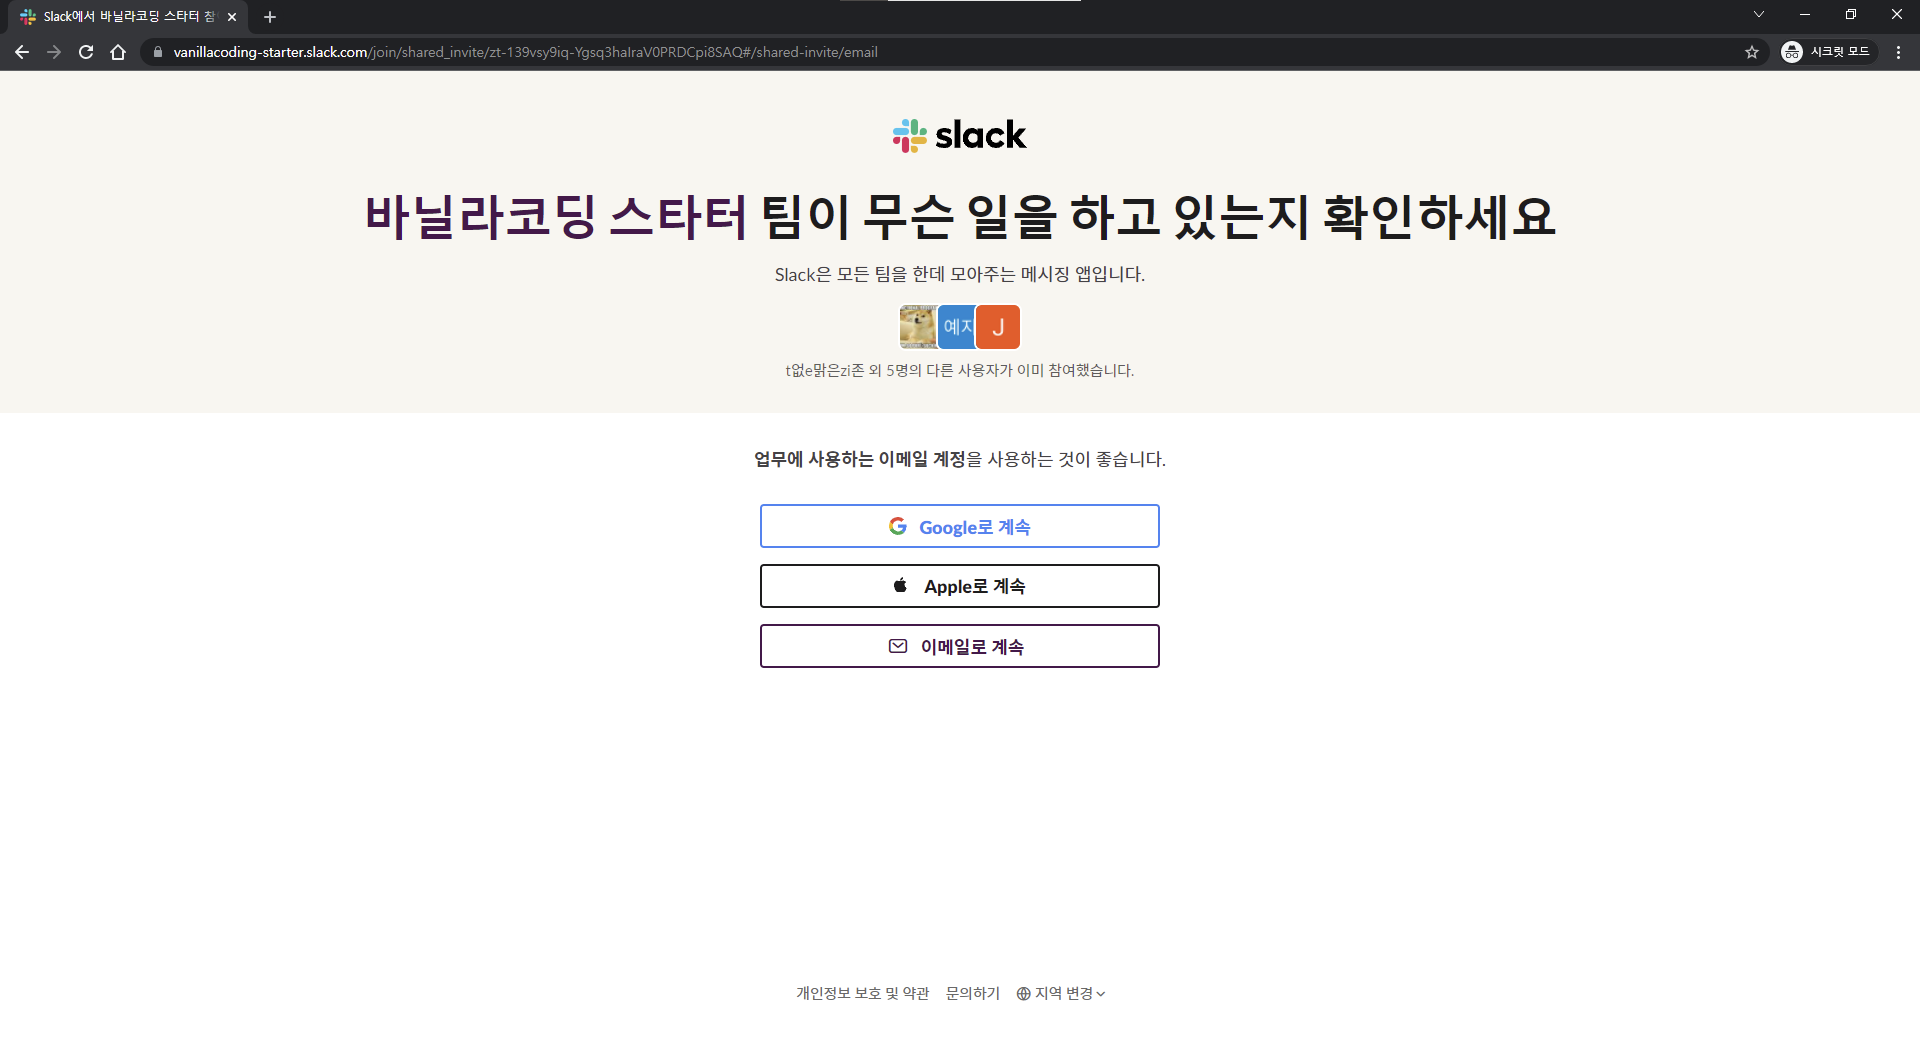 Slack에서 바닐라코딩 스타터 참
vanillacoding-starter.slack.com/join/shared_invite/zt-139vsy9iq-Ygsq3haIraV0PRDCpi8SAQ#/shared-invite/email
시크릿 모드
slack
바닐라코딩 스타터 팀이 무슨 일을 하고 있는지 확인하세요
Slack은 모든 팀을 한데 모아주는 메시징 앱입니다.
예지 J
t없e맑은zi존 외 5명의 다른 사용자가 이미 참여했습니다.
업무에 사용하는 이메일 계정을 사용하는 것이 좋습니다.
Google로 계속
Apple로 계속
이메일로 계속
개인정보 보호 및 약관 문의하기 지역 변경